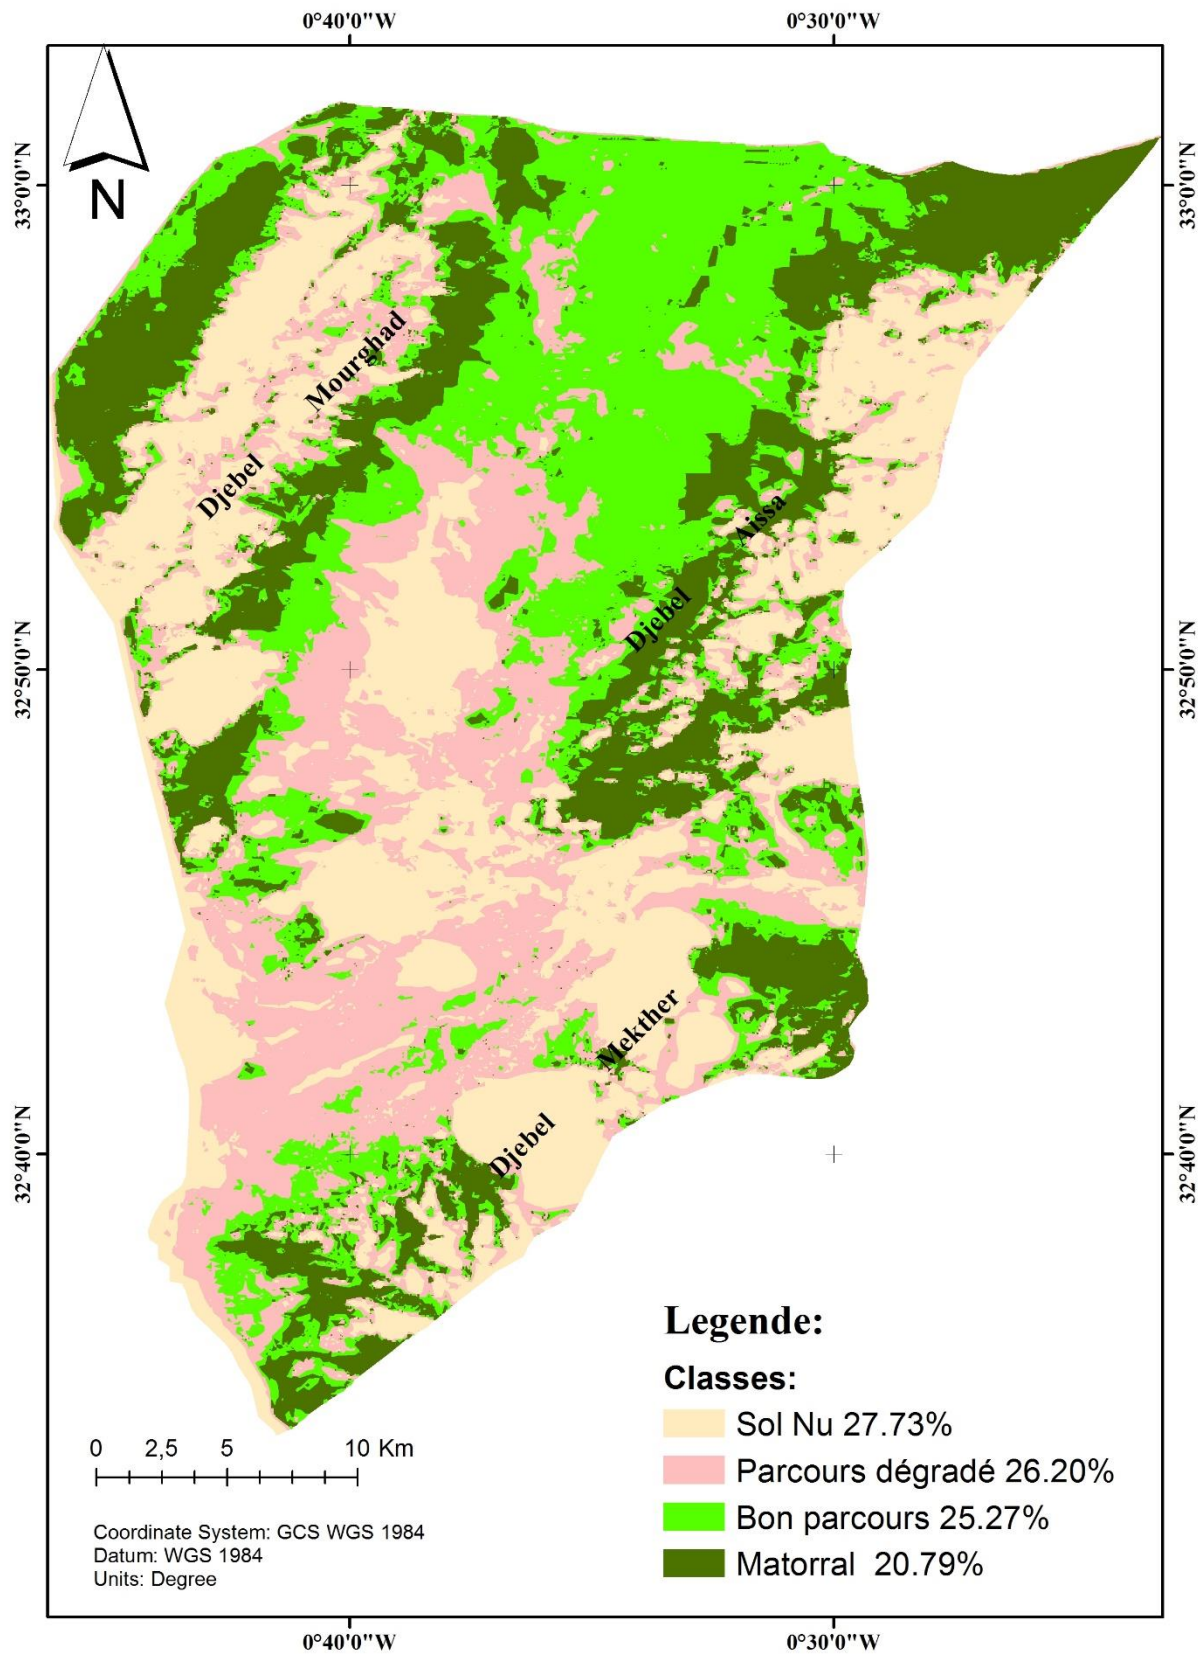 0°40'0"W 0°30'0"W
N
33°0'0"N 33°0'0"N
Djebel Mourghad
Djebel Aissa
32°50'0"N 32°50'0"N
Djebel Mekther
32°40'0"N 32°40'0"N
Legende:
Classes:
Sol Nu 27.73%
Parcours dégradé 26.20%
Bon parcours 25.27%
Matorral 20.79%
0 2,5 5 10 Km
Coordinate System: GCS WGS 1984
Datum: WGS 1984
Units: Degree
0°40'0"W 0°30'0"W